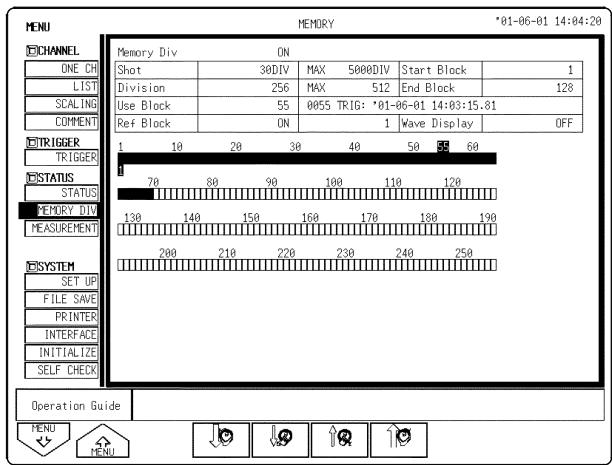 MENU MEMORY '01-06-01 14:04:20
CHANNEL
ONE CH
LIST
SCALING
COMMENT
TRIGGER
TRIGGER
STATUS
STATUS
MEMORY DIV
MEASUREMENT
SYSTEM
SET UP
FILE SAVE
PRINTER
INTERFACE
INITIALIZE
SELF CHECK
Memory Div ON
Shot 30DIV MAX 5000DIV Start Block 1
Division 256 MAX 512 End Block 128
Use Block 55 0055 TRIG: '01-06-01 14:03:15.81
Ref Block ON 1 Wave Display OFF
1 10 20 30 40 50 55 60
1
70 80 90 100 110 120
130 140 150 160 170 180 190
200 210 220 230 240 250
Operation Guide
MENU
MENU